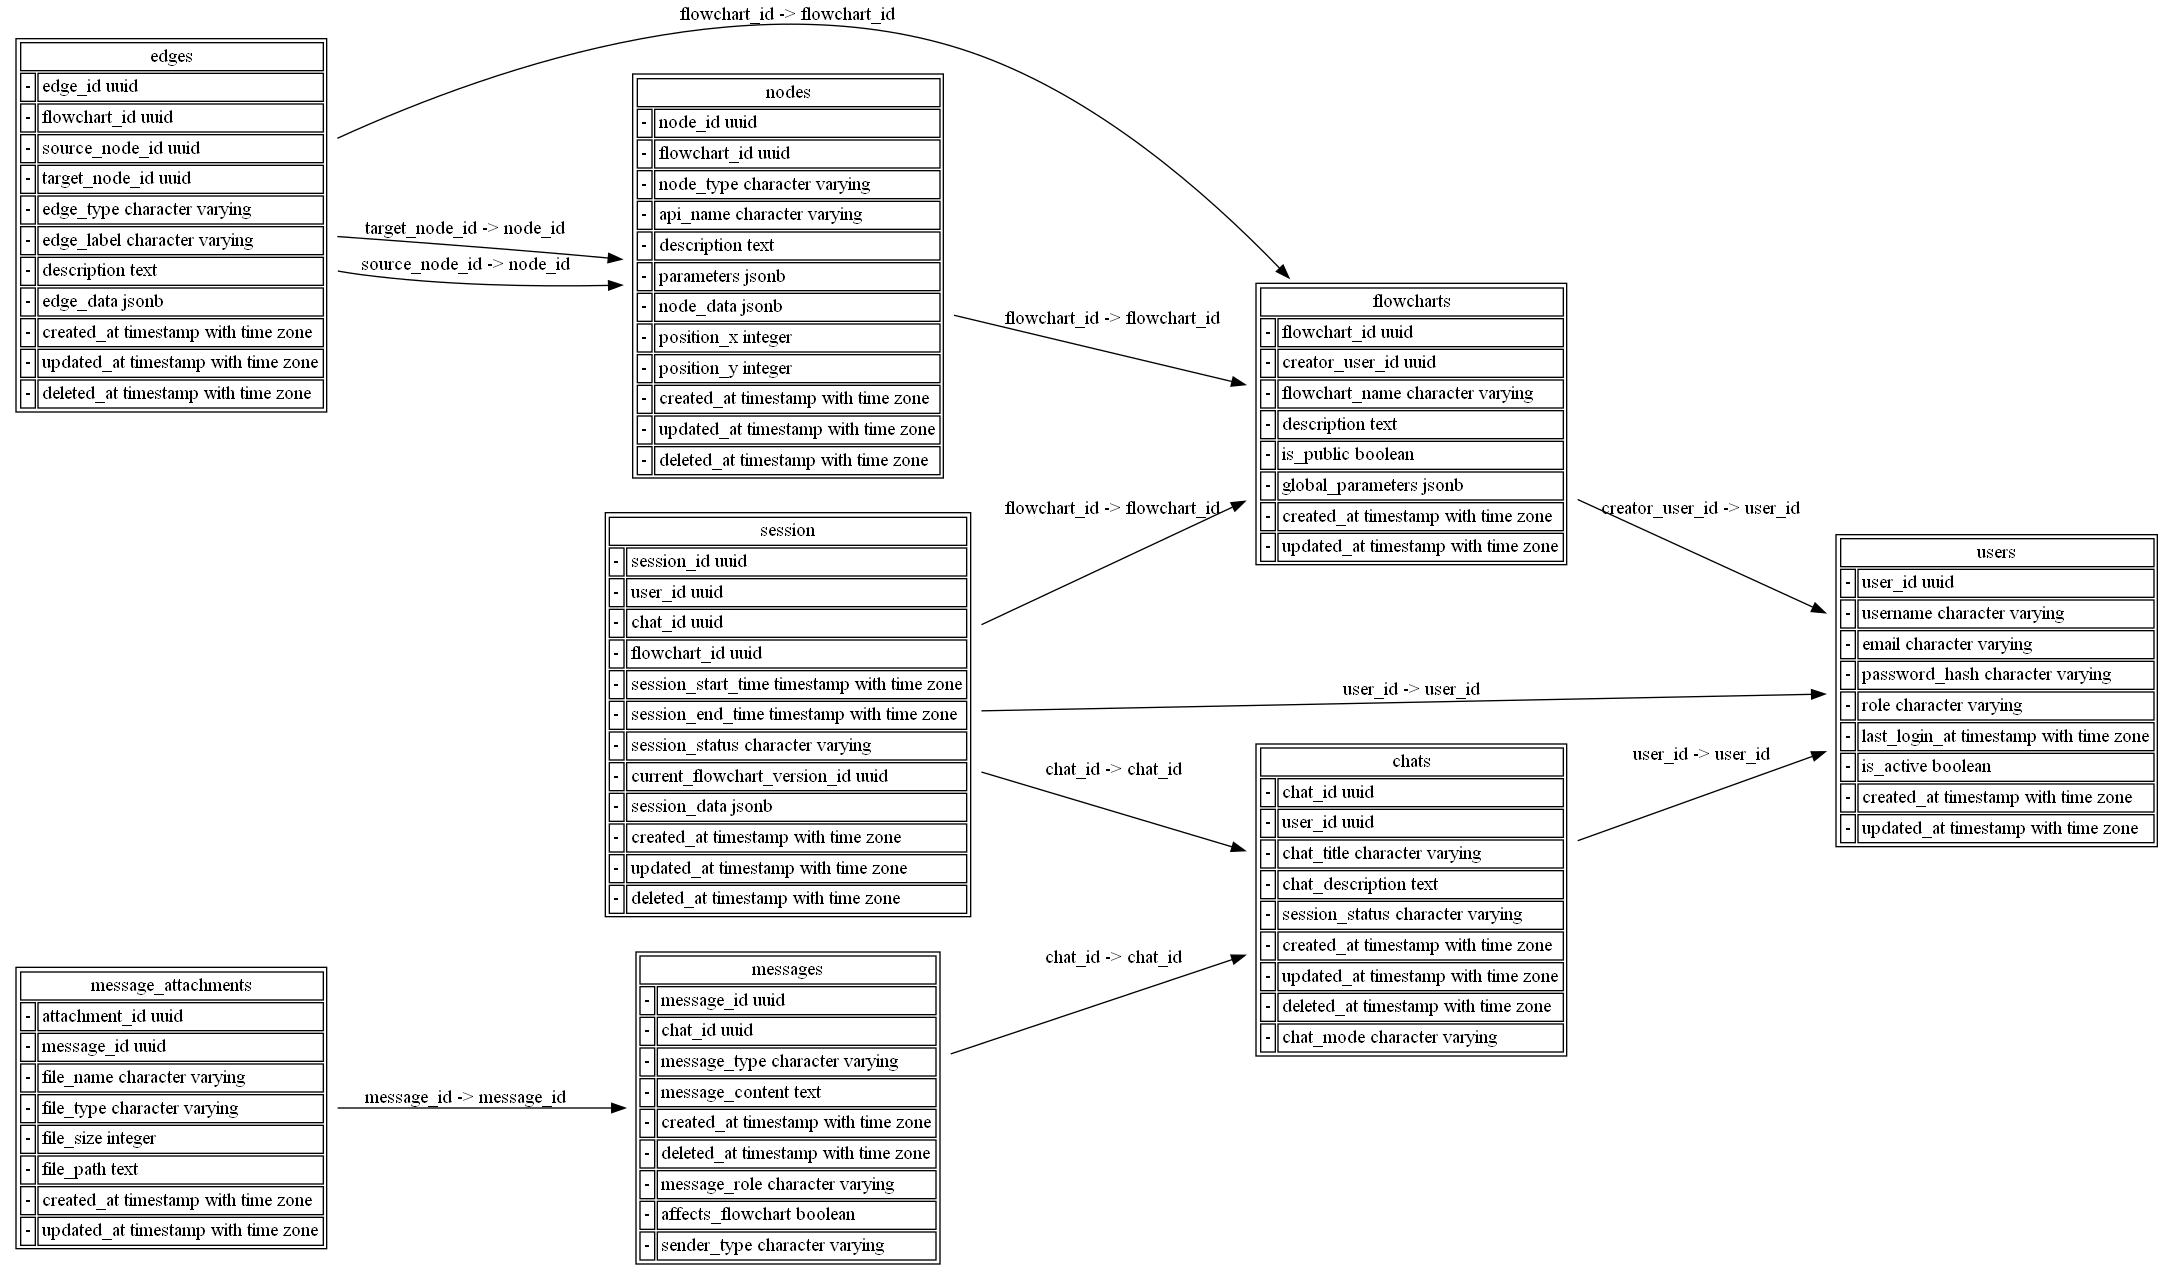 flowchart_id -> flowchart_id
edges
- edge_id uuid
- flowchart_id uuid
- source_node_id uuid
- target_node_id uuid
- edge_type character varying
- edge_label character varying
- description text
- edge_data jsonb
- created_at timestamp with time zone
- updated_at timestamp with time zone
- deleted_at timestamp with time zone
target_node_id -> node_id
source_node_id -> node_id
nodes
- node_id uuid
- flowchart_id uuid
- node_type character varying
- api_name character varying
- description text
- parameters jsonb
- node_data jsonb
- position_x integer
- position_y integer
- created_at timestamp with time zone
- updated_at timestamp with time zone
- deleted_at timestamp with time zone
flowchart_id -> flowchart_id
flowcharts
- flowchart_id uuid
- creator_user_id uuid
- flowchart_name character varying
- description text
- is_public boolean
- global_parameters jsonb
- created_at timestamp with time zone
- updated_at timestamp with time zone
session
- session_id uuid
- user_id uuid
- chat_id uuid
- flowchart_id uuid
- session_start_time timestamp with time zone
- session_end_time timestamp with time zone
- session_status character varying
- current_flowchart_version_id uuid
- session_data jsonb
- created_at timestamp with time zone
- updated_at timestamp with time zone
- deleted_at timestamp with time zone
flowchart_id -> flowchart_id
user_id -> user_id
chat_id -> chat_id
creator_user_id -> user_id
users
- user_id uuid
- username character varying
- email character varying
- password_hash character varying
- role character varying
- last_login_at timestamp with time zone
- is_active boolean
- created_at timestamp with time zone
- updated_at timestamp with time zone
user_id -> user_id
chats
- chat_id uuid
- user_id uuid
- chat_title character varying
- chat_description text
- session_status character varying
- created_at timestamp with time zone
- updated_at timestamp with time zone
- deleted_at timestamp with time zone
- chat_mode character varying
message_attachments
- attachment_id uuid
- message_id uuid
- file_name character varying
- file_type character varying
- file_size integer
- file_path text
- created_at timestamp with time zone
- updated_at timestamp with time zone
message_id -> message_id
messages
- message_id uuid
- chat_id uuid
- message_type character varying
- message_content text
- created_at timestamp with time zone
- deleted_at timestamp with time zone
- message_role character varying
- affects_flowchart boolean
- sender_type character varying
chat_id -> chat_id